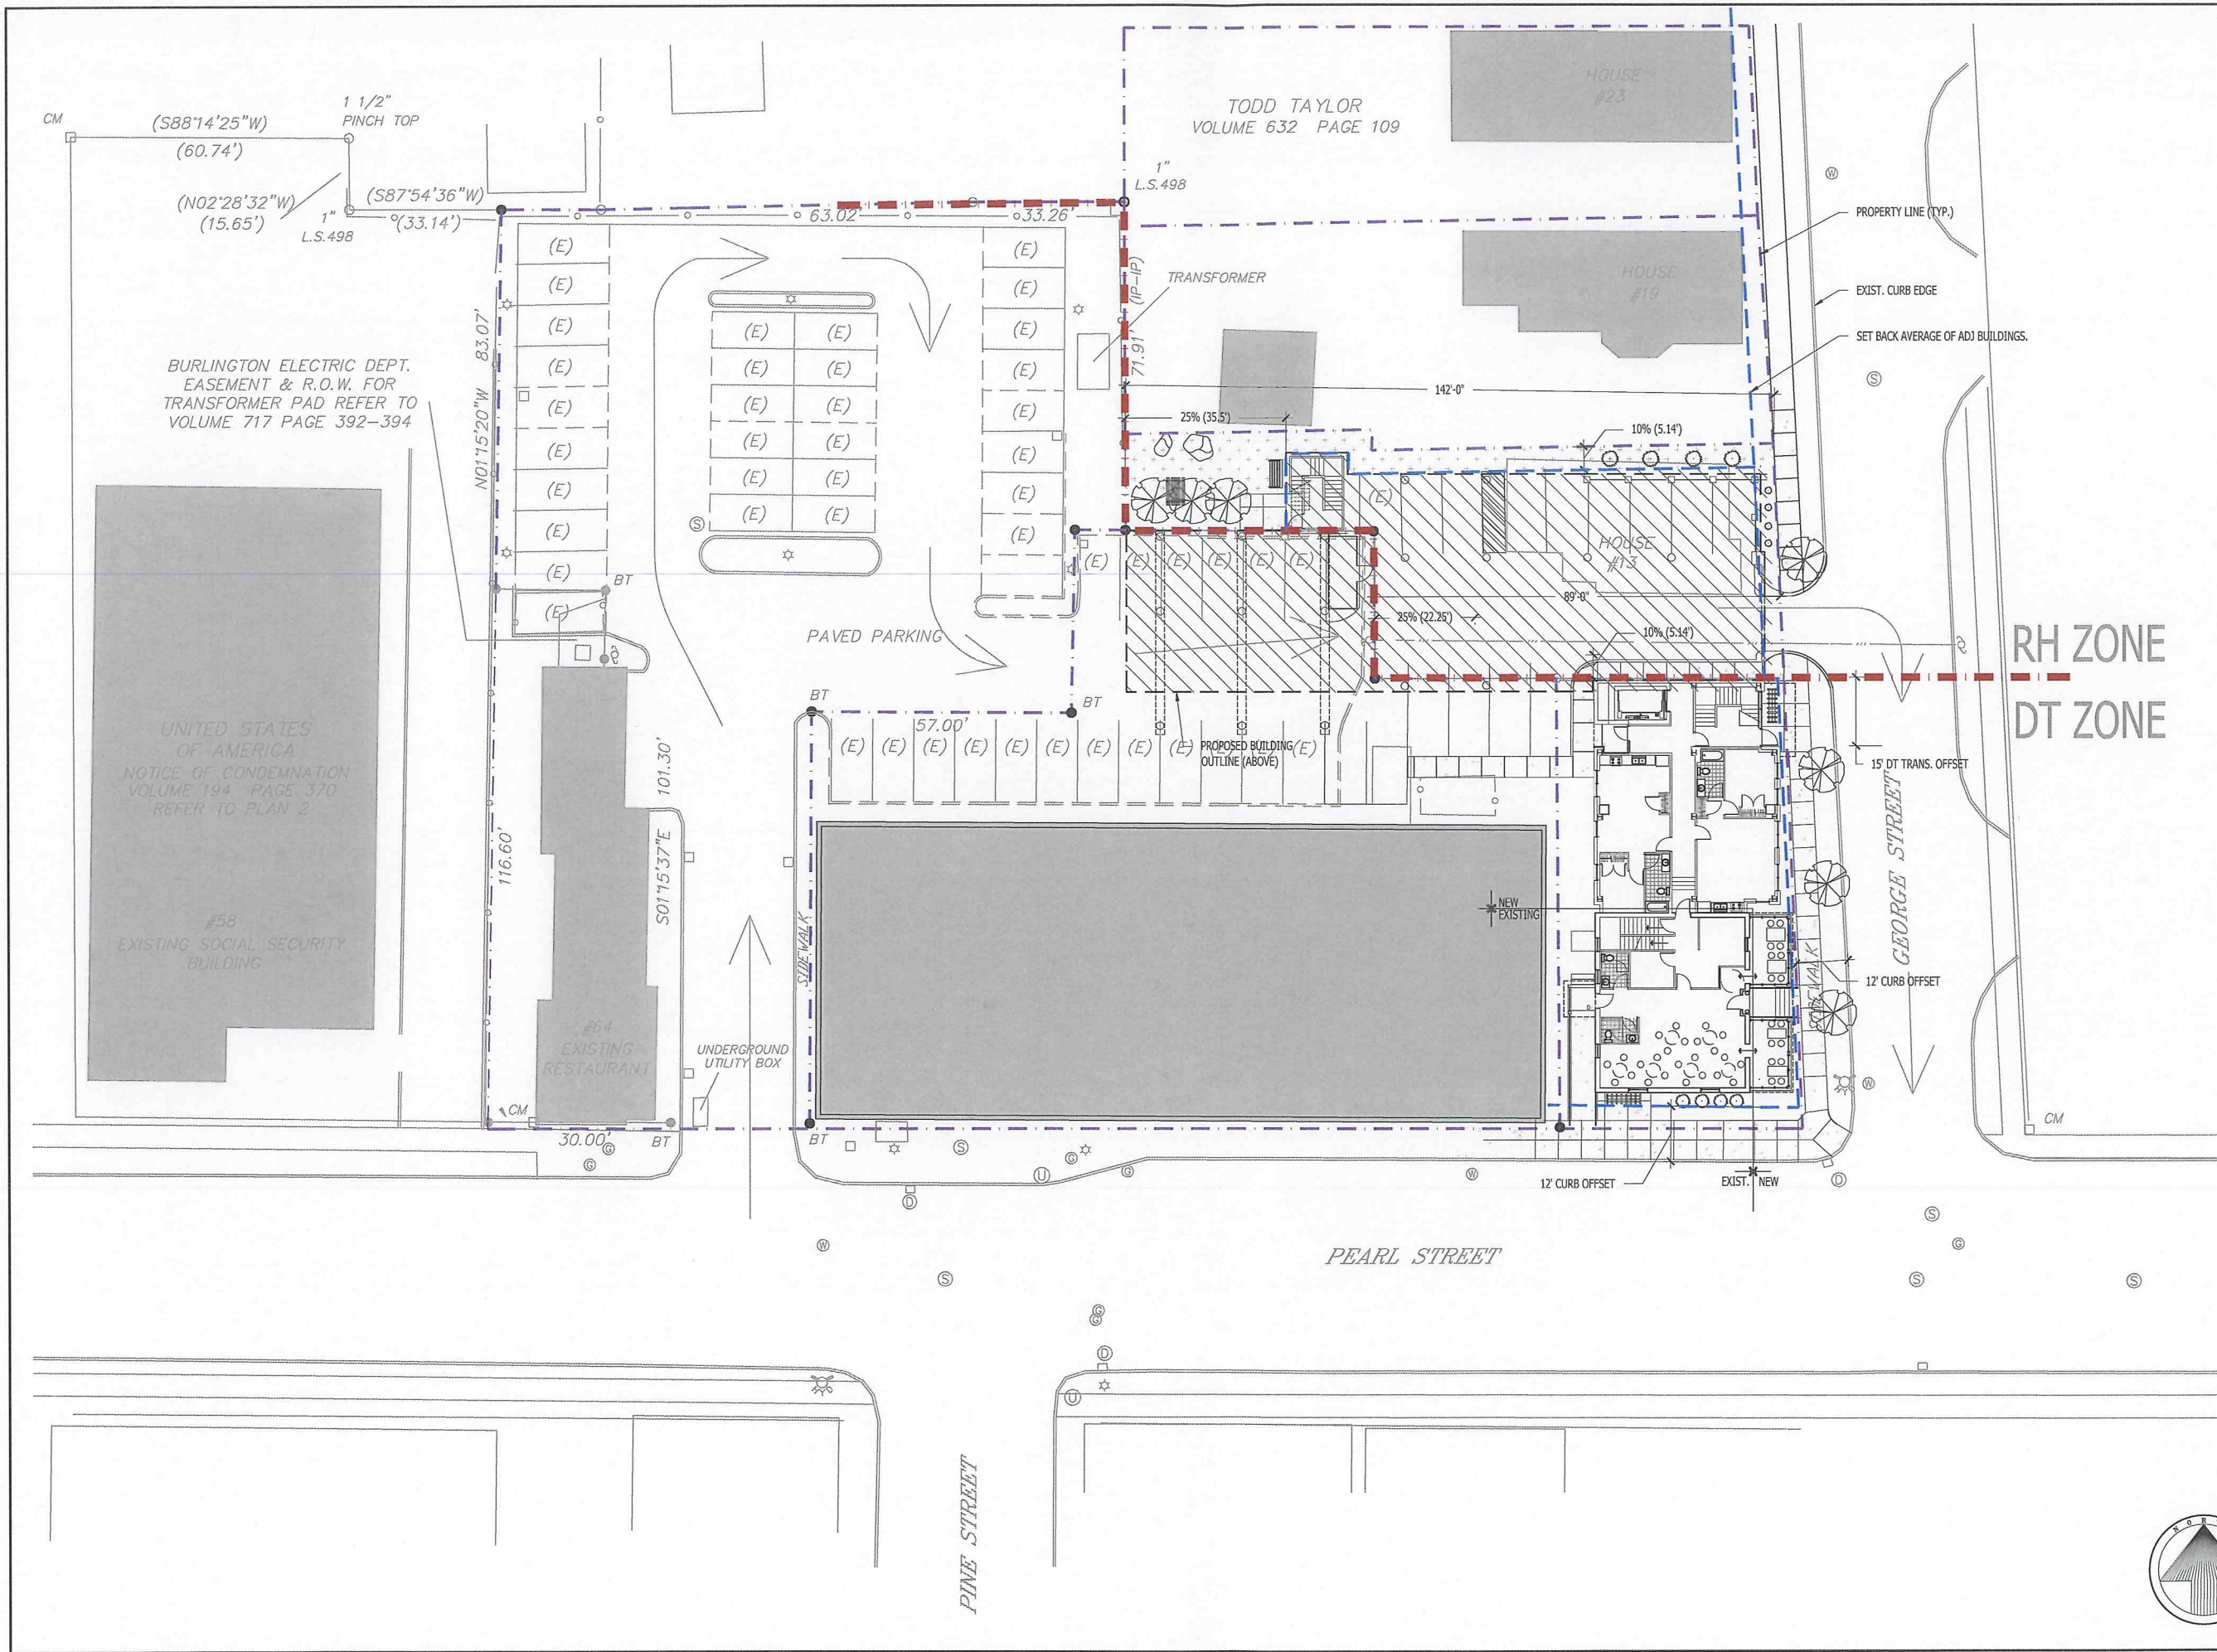 CM
(S88°14'25"W)
(60.74')
1 1/2"
PINCH TOP
(N02°28'32"W)
(15.65')
1"
L.S.498
(S87°54'36"W)
(33.14')
63.02'
33.26'
1"
L.S.498
TODD TAYLOR
VOLUME 632 PAGE 109
HOUSE
#23
HOUSE
#19
PROPERTY LINE (TYP.)
EXIST. CURB EDGE
SET BACK AVERAGE OF ADJ BUILDINGS.
TRANSFORMER
71.91' (IP-IP)
142'-0"
25% (35.5')
10% (5.14')
N01°15'20"W 83.07'
BURLINGTON ELECTRIC DEPT.
EASEMENT & R.O.W. FOR
TRANSFORMER PAD REFER TO
VOLUME 717 PAGE 392-394
(E)
(E)
(E)
(E)
(E)
(E)
(E)
(E)
(E)
(E)
(E) (E)
(E) (E)
(E) (E)
(E) (E)
(E) (E)
(E) (E)
(E)
(E)
(E)
(E)
(E)
(E)
(E)
(E)
(E)
(E) (E) (E) (E) (E) (E)
HOUSE
#13
89'-0"
25% (22.25')
10% (5.14')
BT
PAVED PARKING
BT
BT
57.00'
(E) (E) (E) (E) (E) (E) (E) (E) (E) (E) (E) (E)
PROPOSED BUILDING
OUTLINE (ABOVE)
RH ZONE
DT ZONE
15' DT TRANS. OFFSET
UNITED STATES
OF AMERICA
NOTICE OF CONDEMNATION
VOLUME 194 PAGE 370
REFER TO PLAN 2
#58
EXISTING SOCIAL SECURITY
BUILDING
116.60'
S01°15'37"E 101.30'
#64
EXISTING
RESTAURANT
UNDERGROUND
UTILITY BOX
SIDEWALK
NEW
EXISTING
GEORGE STREET
SIDEWALK
12' CURB OFFSET
CM
30.00'
BT
BT
CM
12' CURB OFFSET
EXIST. NEW
S
W
S
W
G
G
S
G
G
U
D
W
D
W
S
S
G
S
S
G
G
D
U
PEARL STREET
PINE STREET